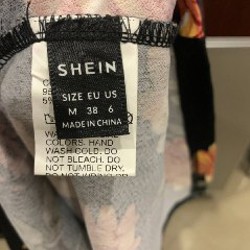 SHEIN
SIZE EU US
M 38 6
MADE IN CHINA
COLORS. HAND
WASH COLD. DO
NOT BLEACH. DO
NOT TUMBLE DRY.